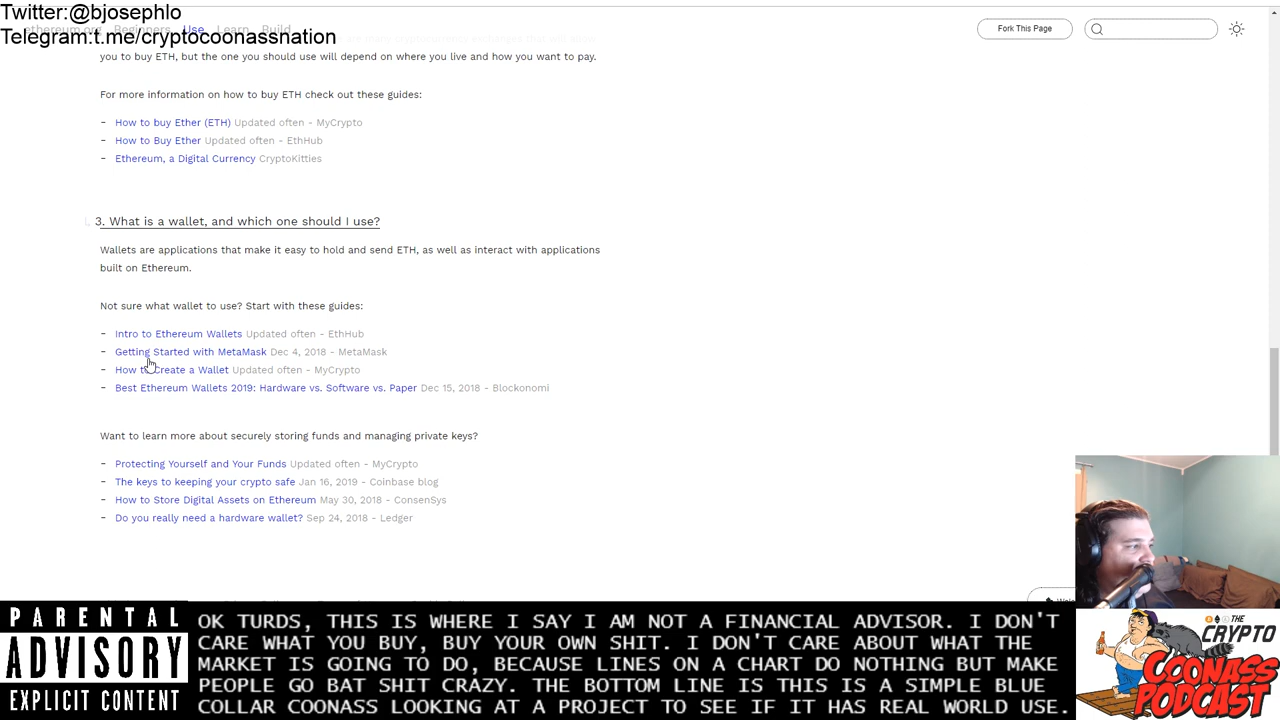 Twitter:@bjosephlo
ethereum.org Beginners Use Learn Build
Telegram:t.me/cryptocoonassnation
Fork This Page
you to buy ETH, but the one you should use will depend on where you live and how you want to pay.
For more information on how to buy ETH check out these guides:
- How to buy Ether (ETH) Updated often - MyCrypto
- How to Buy Ether Updated often - EthHub
- Ethereum, a Digital Currency CryptoKitties
3. What is a wallet, and which one should I use?
Wallets are applications that make it easy to hold and send ETH, as well as interact with applications
built on Ethereum.
Not sure what wallet to use? Start with these guides:
- Intro to Ethereum Wallets Updated often - EthHub
- Getting Started with MetaMask Dec 4, 2018 - MetaMask
- How to Create a Wallet Updated often - MyCrypto
- Best Ethereum Wallets 2019: Hardware vs. Software vs. Paper Dec 15, 2018 - Blockonomi
Want to learn more about securely storing funds and managing private keys?
- Protecting Yourself and Your Funds Updated often - MyCrypto
- The keys to keeping your crypto safe Jan 16, 2019 - Coinbase blog
- How to Store Digital Assets on Ethereum May 30, 2018 - ConsenSys
- Do you really need a hardware wallet? Sep 24, 2018 - Ledger
PARENTAL
ADVISORY
EXPLICIT CONTENT
OK TURDS, THIS IS WHERE I SAY I AM NOT A FINANCIAL ADVISOR. I DON'T
CARE WHAT YOU BUY, BUY YOUR OWN SHIT. I DON'T CARE ABOUT WHAT THE
MARKET IS GOING TO DO, BECAUSE LINES ON A CHART DO NOTHING BUT MAKE
PEOPLE GO BAT SHIT CRAZY. THE BOTTOM LINE IS THIS IS A SIMPLE BLUE
COLLAR COONASS LOOKING AT A PROJECT TO SEE IF IT HAS REAL WORLD USE.
THE
CRYPTO
COONASS
PODCAST